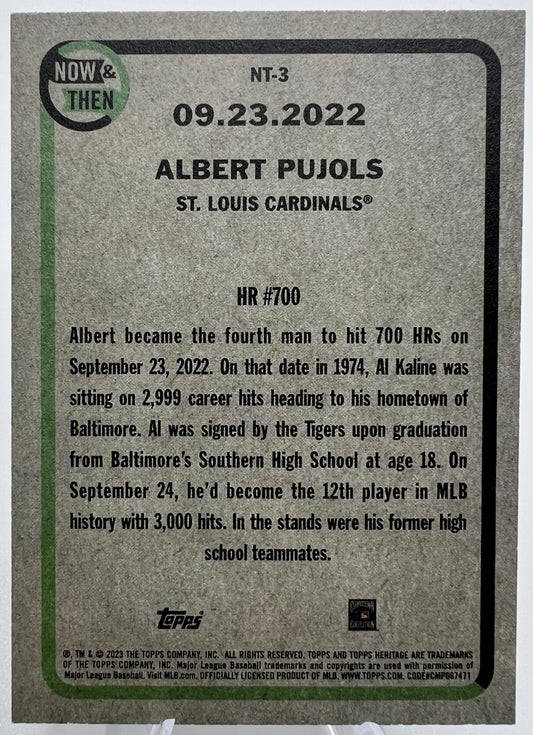 NOW &
THEN
NT-3
09.23.2022
ALBERT PUJOLS
ST. LOUIS CARDINALS®
HR #700
Albert became the fourth man to hit 700 HRs on
September 23, 2022. On that date in 1974, Al Kaline was
sitting on 2,999 career hits heading to his hometown of
Baltimore. Al was signed by the Tigers upon graduation
from Baltimore's Southern High School at age 18. On
September 24, he'd become the 12th player in MLB
history with 3,000 hits. In the stands were his former high
school teammates.
Topps
®, TM & © 2023 THE TOPPS COMPANY, INC. ALL RIGHTS RESERVED. TOPPS AND TOPPS HERITAGE ARE TRADEMARKS
OF THE TOPPS COMPANY, INC. Major League Baseball trademarks and copyrights are used with permission of
Major League Baseball. Visit MLB.com. OFFICIALLY LICENSED PRODUCT OF MLB. WWW.TOPPS.COM. CODE#CMP067471